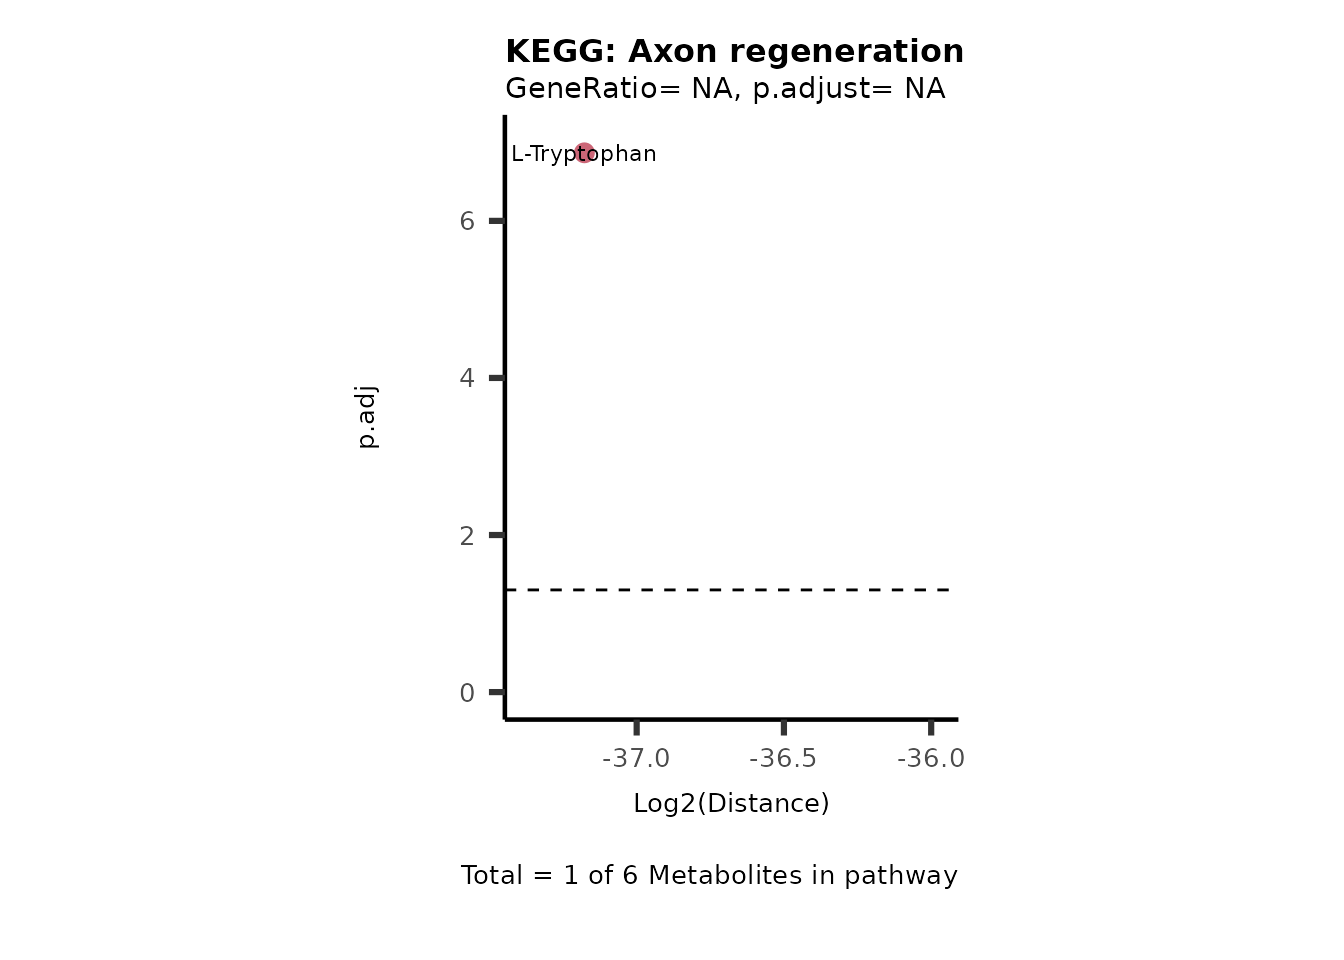 KEGG: Axon regeneration
GeneRatio= NA, p.adjust= NA
L-Tryptophan
6
4
2
0
p.adj
-37.0 -36.5 -36.0
Log2(Distance)
Total = 1 of 6 Metabolites in pathway